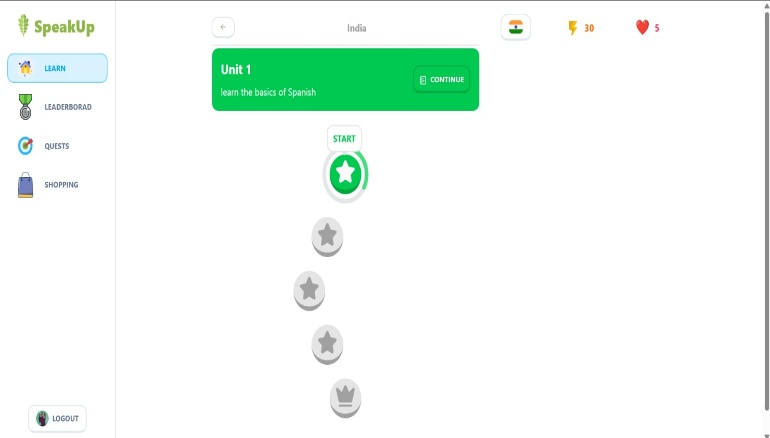 SpeakUp
LEARN
LEADERBORAD
QUESTS
SHOPPING
LOGOUT
India
30
5
Unit 1
learn the basics of Spanish
CONTINUE
START